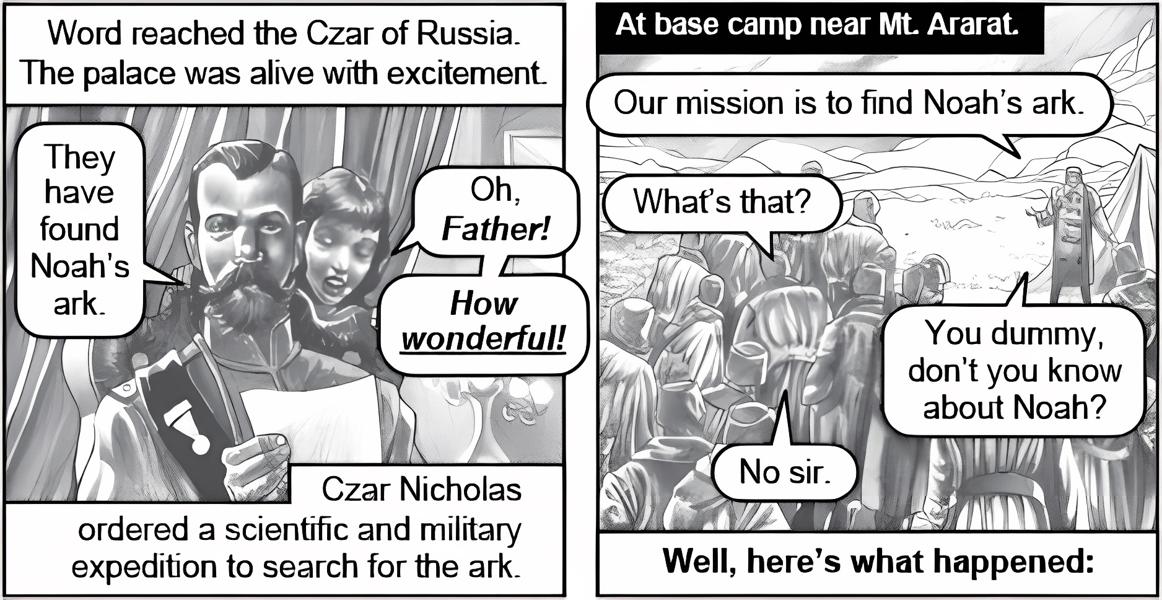 Word reached the Czar of Russia.
The palace was alive with excitement.
They
have
found
Noah's
ark.
Oh,
Father!
How
wonderful!
Czar Nicholas
ordered a scientific and military
expedition to search for the ark.
At base camp near Mt. Ararat.
Our mission is to find Noah's ark.
What's that?
You dummy,
don't you know
about Noah?
No sir.
Well, here's what happened: